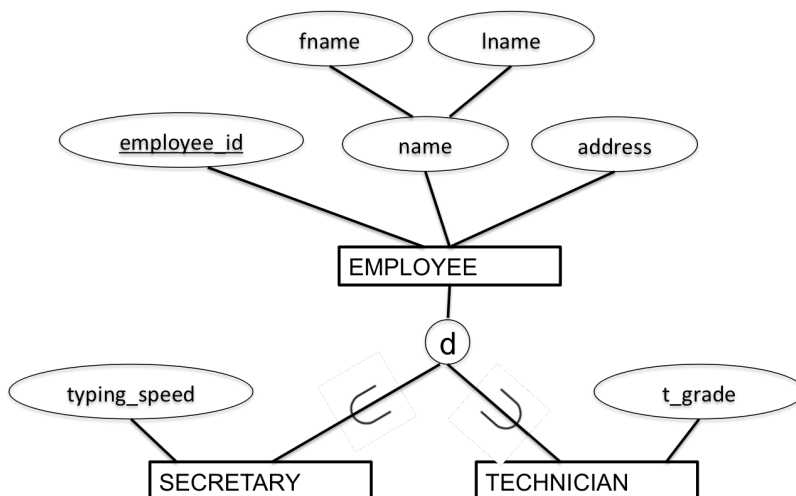 fname
lname
employee_id
name
address
EMPLOYEE
d
typing_speed
t_grade
SECRETARY
TECHNICIAN